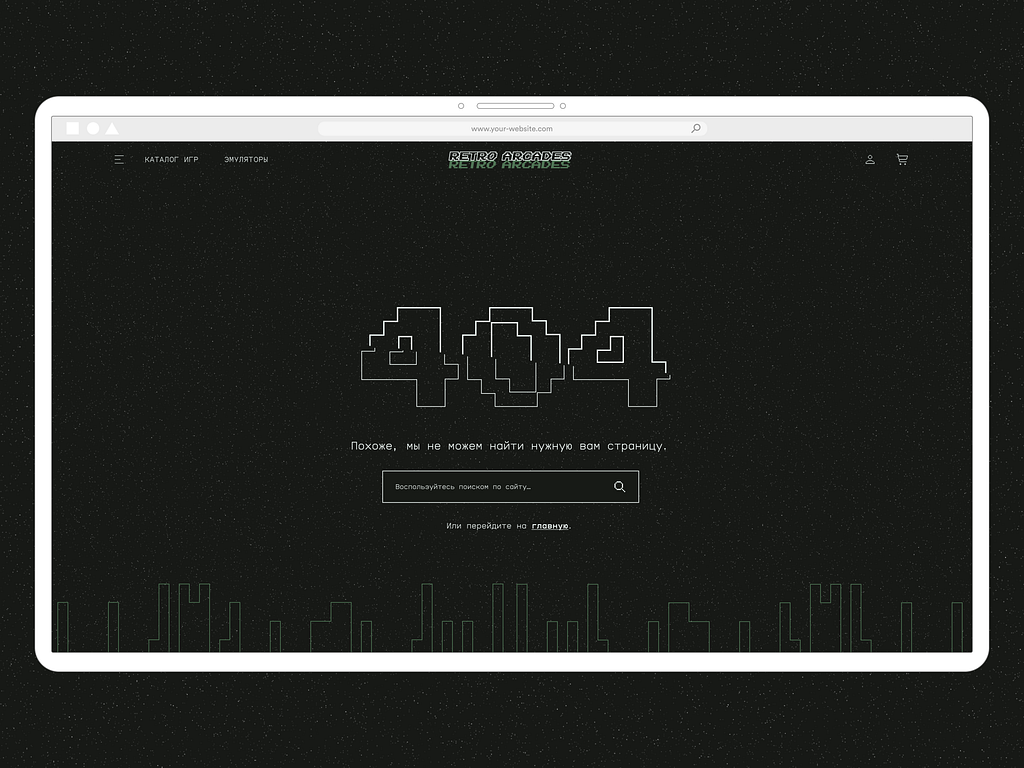 www.your-website.com
КАТАЛОГ ИГР
ЭМУЛЯТОРЫ
RETRO ARCADES
RETRO ARCADES
404
Похоже, мы не можем найти нужную вам страницу.
Воспользуйтесь поиском по сайту…
Или перейдите на главную.